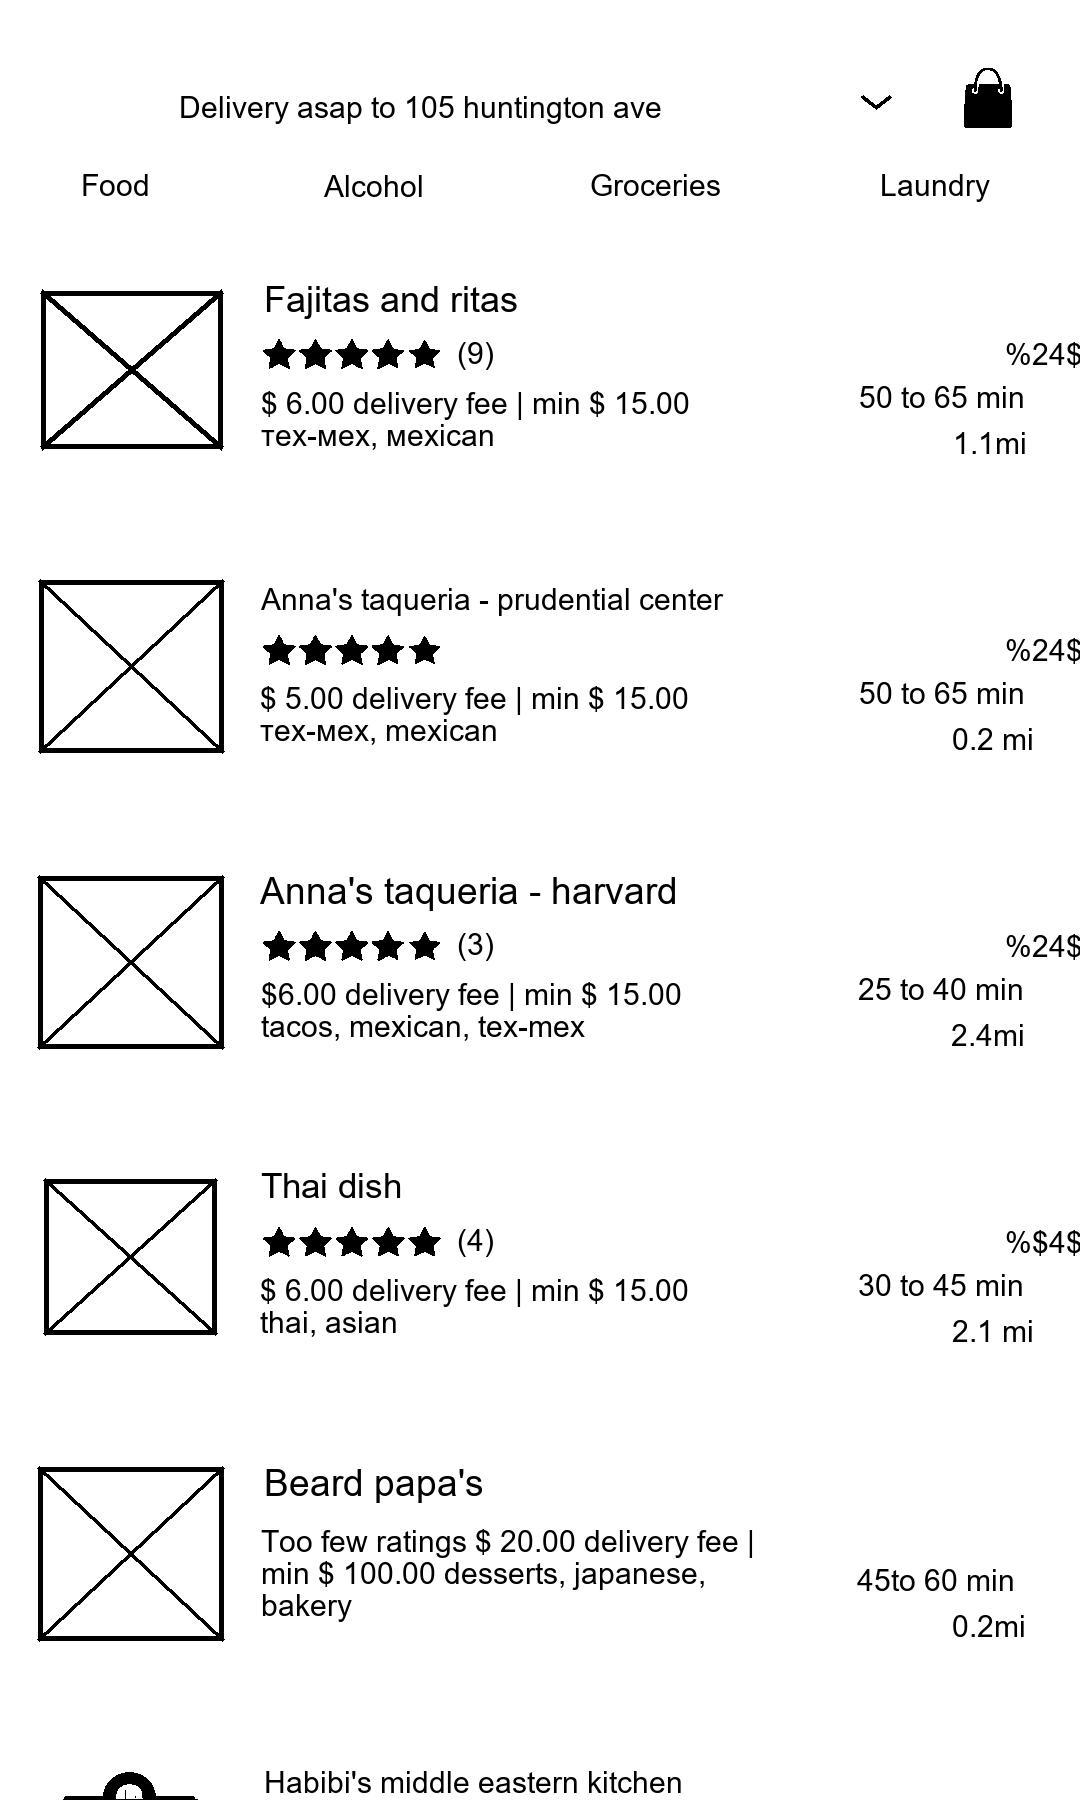 Delivery asap to 105 huntington ave
Food Alcohol Groceries Laundry
Fajitas and ritas
(9) %24$
$ 6.00 delivery fee | min $ 15.00 50 to 65 min
тex-мex, мexican 1.1mi
Anna's taqueria - prudential center
%24$
$ 5.00 delivery fee | min $ 15.00 50 to 65 min
тex-мex, mexican 0.2 mi
Anna's taqueria - harvard
(3) %24$
$6.00 delivery fee | min $ 15.00 25 to 40 min
tacos, mexican, tex-mex 2.4mi
Thai dish
(4) %$4$
$ 6.00 delivery fee | min $ 15.00 30 to 45 min
thai, asian 2.1 mi
Beard papa's
Too few ratings $ 20.00 delivery fee |
min $ 100.00 desserts, japanese, 45to 60 min
bakery 0.2mi
Habibi's middle eastern kitchen